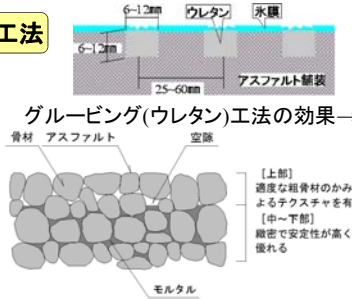 工法
6~12mm
ウレタン
氷膜
6~12mm
25~60mm
アスファルト舗装
グルービング(ウレタン)工法の効果→
骨材 アスファルト 空隙
[上部]
適度な粗骨材のかみ
よるテクスチャを有
[中~下部]
緻密で安定性が高く
優れる
モルタル